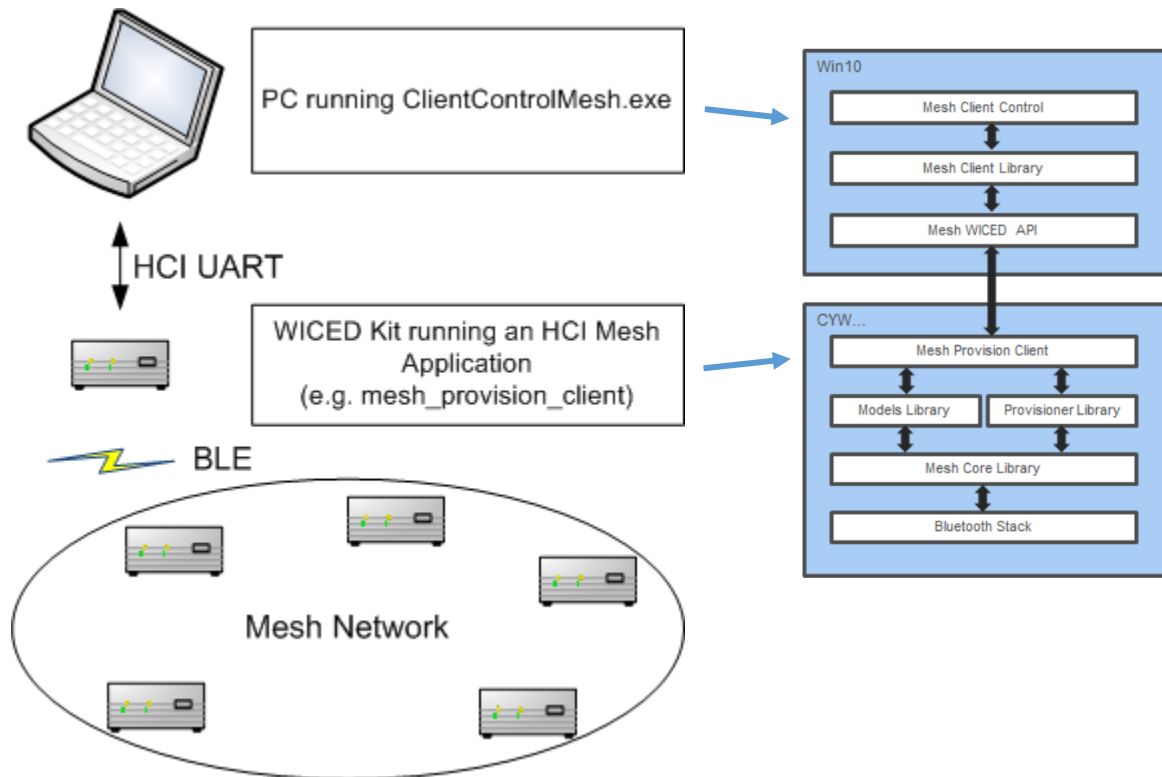 PC running ClientControlMesh.exe
HCI UART
WICED Kit running an HCI Mesh
Application
(e.g. mesh_provision_client)
BLE
Mesh Network
Win10
Mesh Client Control
Mesh Client Library
Mesh WICED API
CYW...
Mesh Provision Client
Models Library
Provisioner Library
Mesh Core Library
Bluetooth Stack